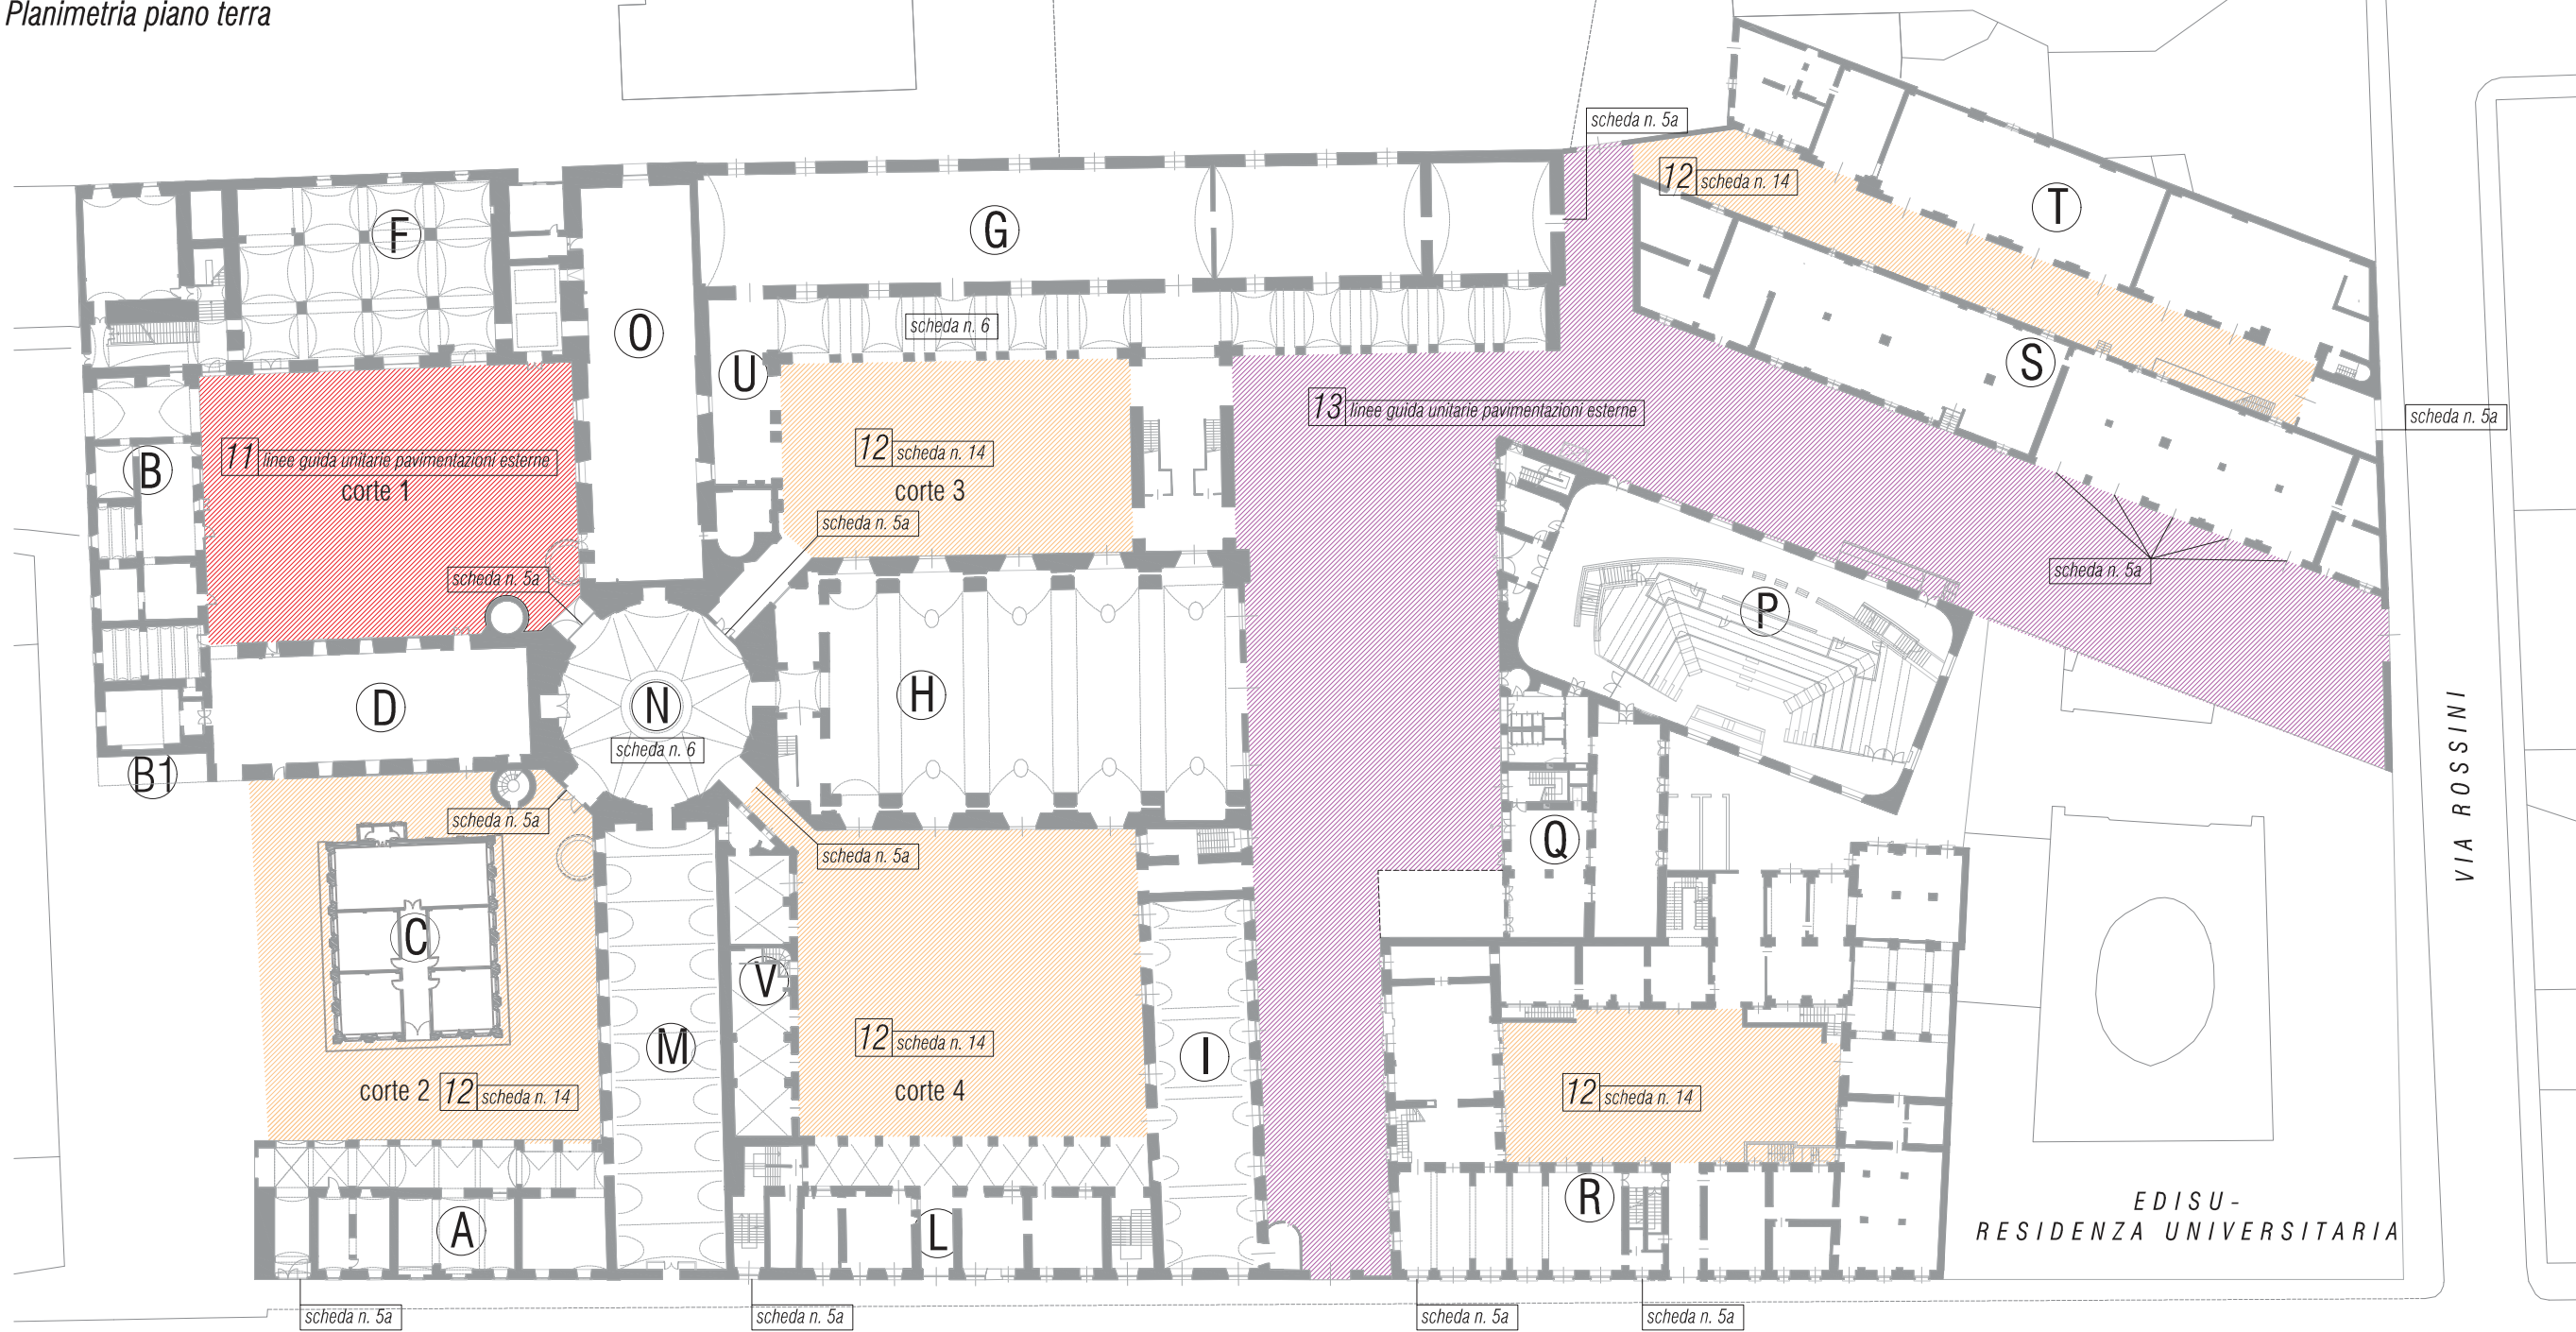 Planimetria piano terra
scheda n. 5a
12 scheda n. 14
T
F
G
O
scheda n. 6
U
S
13 linee guida unitarie pavimentazioni esterne
scheda n. 5a
B
11 linee guida unitarie pavimentazioni esterne
corte 1
12 scheda n. 14
corte 3
scheda n. 5a
scheda n. 5a
scheda n. 5a
P
D
N
scheda n. 6
H
B1
VIA ROSSINI
scheda n. 5a
scheda n. 5a
Q
C
V
M
12 scheda n. 14
corte 4
I
corte 2 12 scheda n. 14
12 scheda n. 14
A
L
R
EDISU-
RESIDENZA UNIVERSITARIA
scheda n. 5a
scheda n. 5a
scheda n. 5a
scheda n. 5a